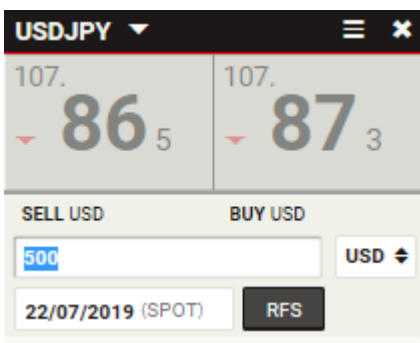 USDJPY
107. 107.
86 5 87 3
SELL USD BUY USD
500 USD
22/07/2019 (SPOT) RFS